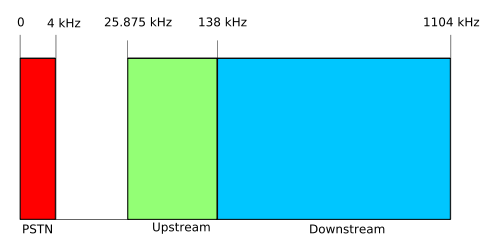 0 4 kHz 25.875 kHz 138 kHz 1104 kHz
PSTN Upstream Downstream